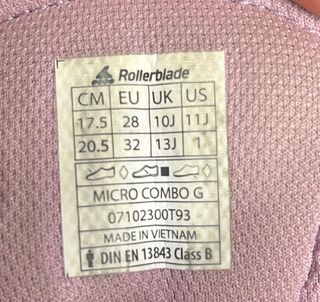 Rollerblade
CM EU UK US
17.5 28 10J 11J
20.5 32 13J 1
MICRO COMBO G
07102300T93
MADE IN VIETNAM
DIN EN 13843 Class B